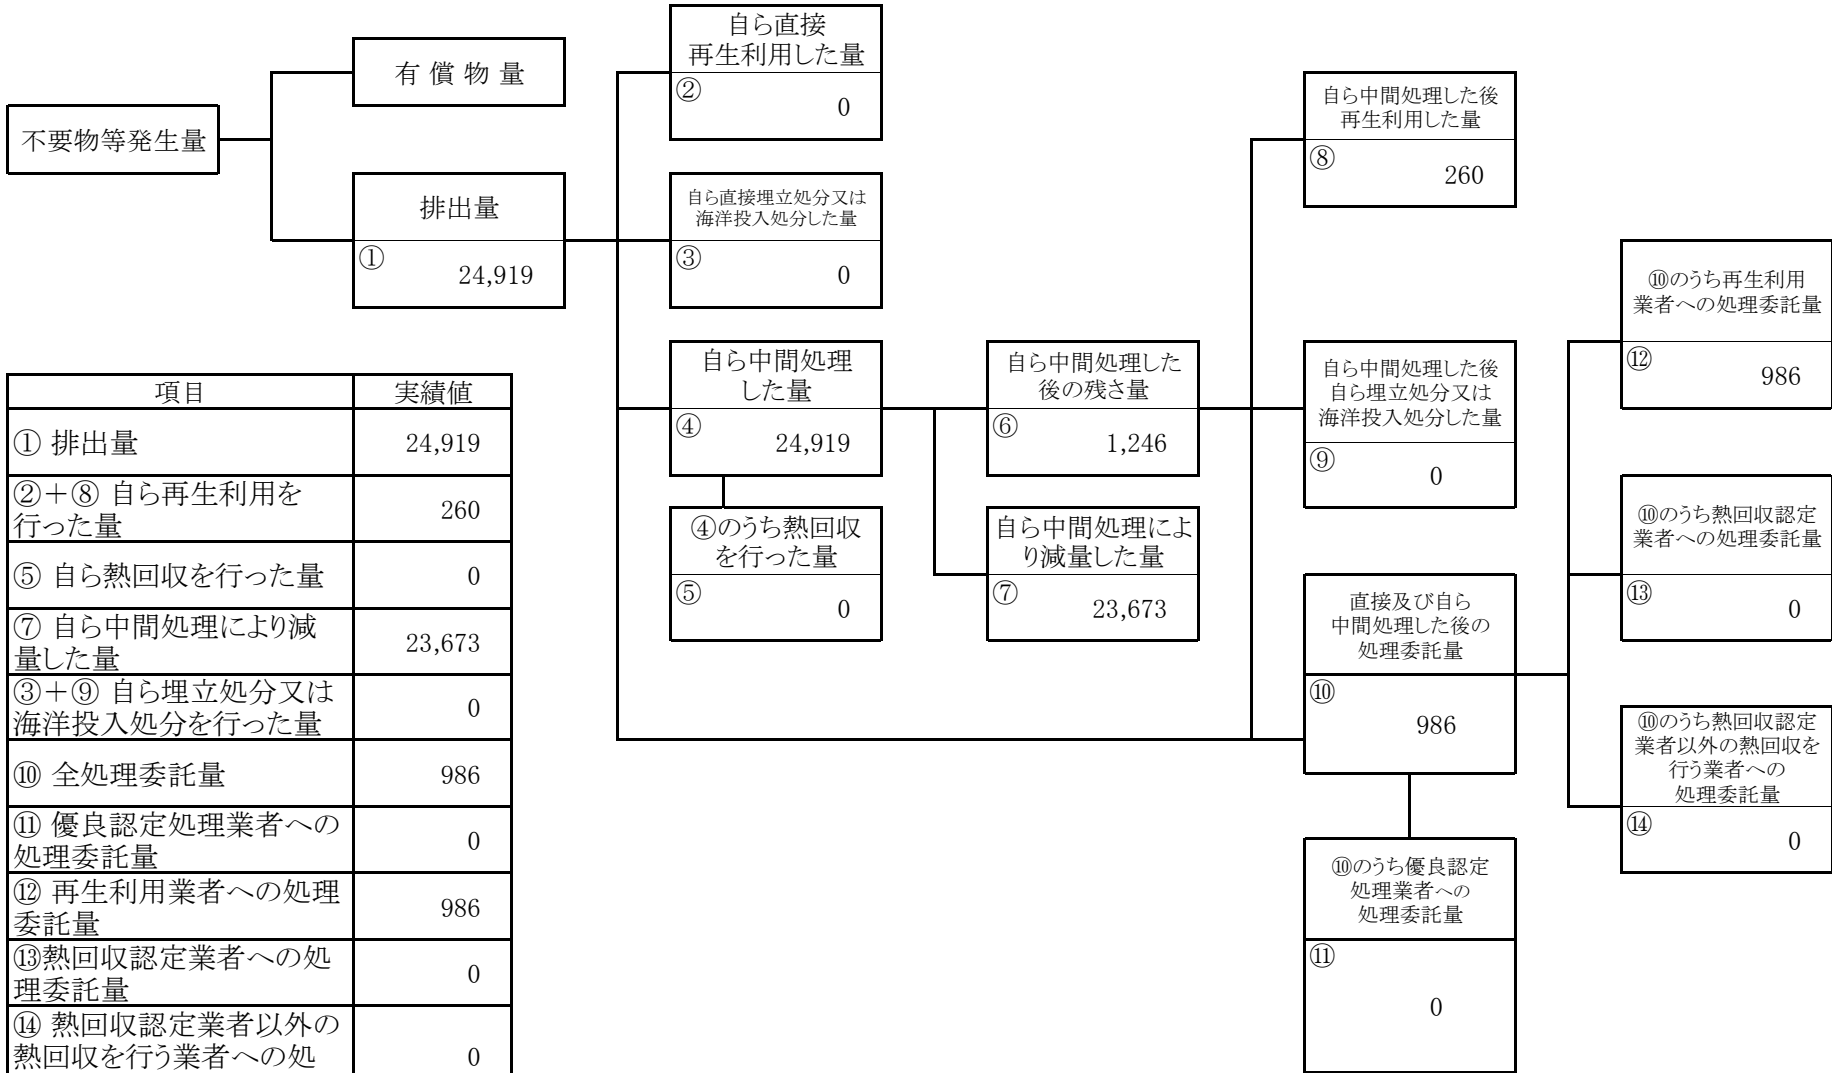 不要物等発生量
有 償 物 量
排出量
①
24,919
自ら直接
再生利用した量
②
0
自ら直接埋立処分又は
海洋投入処分した量
③
0
自ら中間処理
した量
④
24,919
④のうち熱回収
を行った量
⑤
0
自ら中間処理した
後の残さ量
⑥
1,246
自ら中間処理によ
り減量した量
⑦
23,673
自ら中間処理した後
再生利用した量
⑧
260
自ら中間処理した後
自ら埋立処分又は
海洋投入処分した量
⑨
0
直接及び自ら
中間処理した後の
処理委託量
⑩
986
⑩のうち優良認定
処理業者への
処理委託量
⑪
0
⑩のうち再生利用
業者への処理委託量
⑫
986
⑩のうち熱回収認定
業者への処理委託量
⑬
0
⑩のうち熱回収認定
業者以外の熱回収を
行う業者への
処理委託量
⑭
0
項目 実績値
① 排出量 24,919
②＋⑧ 自ら再生利用を
行った量 260
⑤ 自ら熱回収を行った量 0
⑦ 自ら中間処理により減
量した量 23,673
③＋⑨ 自ら埋立処分又は
海洋投入処分を行った量 0
⑩ 全処理委託量 986
⑪ 優良認定処理業者への
処理委託量 0
⑫ 再生利用業者への処理
委託量 986
⑬熱回収認定業者への処
理委託量 0
⑭ 熱回収認定業者以外の
熱回収を行う業者への処 0